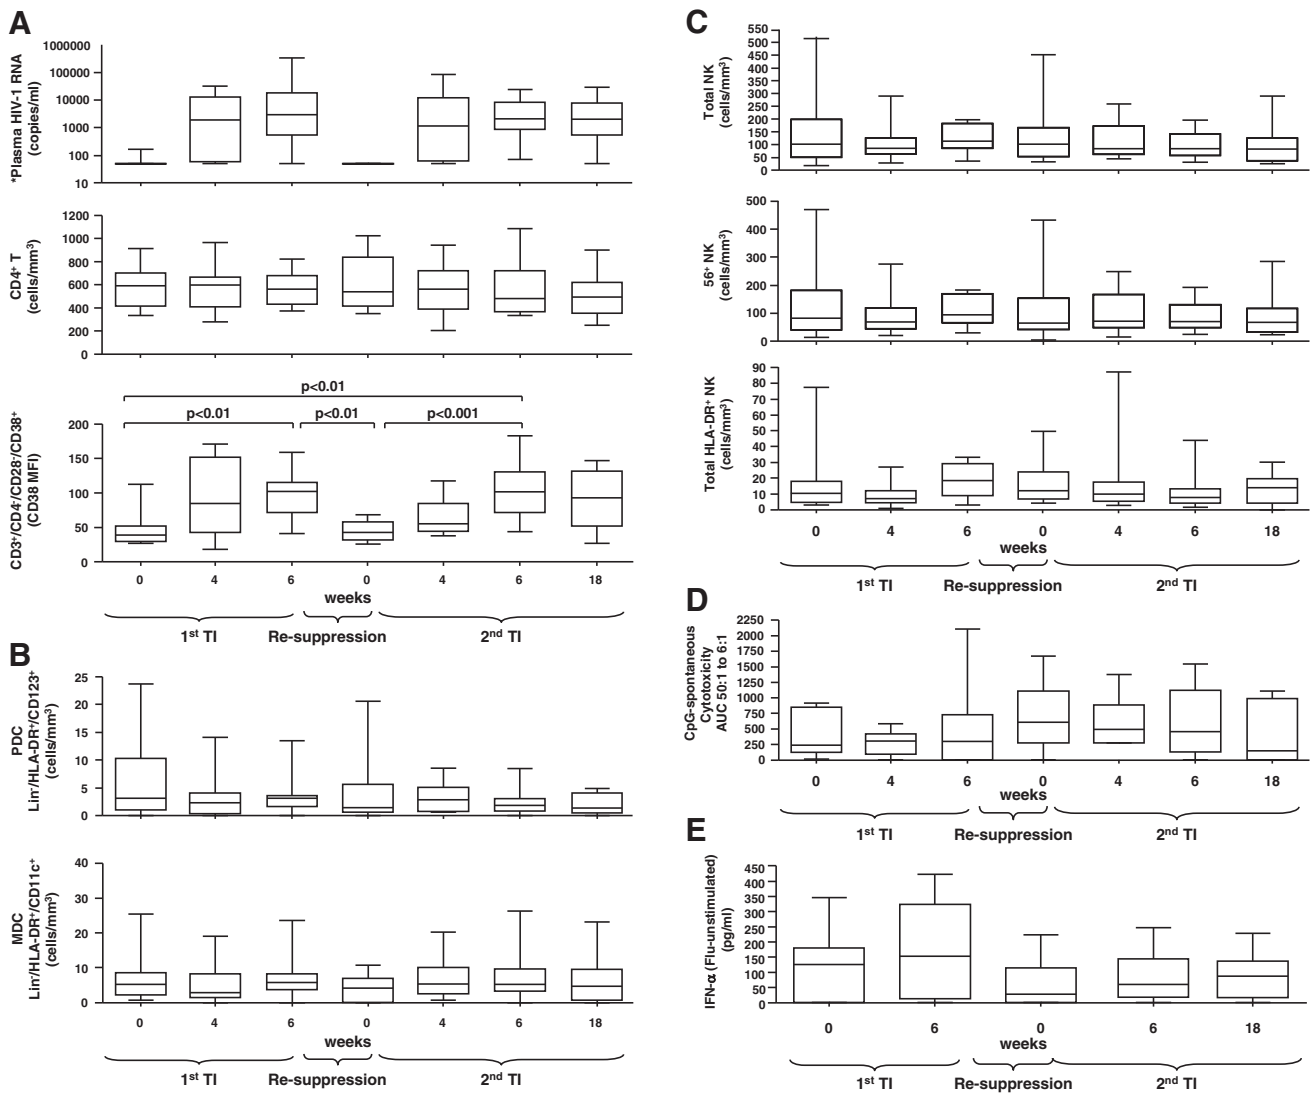 A
*Plasma HIV-1 RNA
(copies/ml)
1000000
100000
10000
1000
100
10
CD4⁺ T
(cells/mm³)
1200
1000
800
600
400
200
0
p<0.01
p<0.01
p<0.01
p<0.001
CD3⁺/CD4⁻/CD28⁻/CD38⁺
(CD38 MFI)
200
150
100
50
0
0 4 6 0 4 6 18
weeks
1st TI Re-suppression 2nd TI
B
PDC
Lin⁻/HLA-DR⁺/CD123⁺
(cells/mm³)
25
20
15
10
5
0
MDC
Lin⁻/HLA-DR⁺/CD11c⁺
(cells/mm³)
40
30
20
10
0
0 4 6 0 4 6 18
weeks
1st TI Re-suppression 2nd TI
C
Total NK
(cells/mm³)
550
500
450
400
350
300
250
200
150
100
50
0
56⁺ NK
(cells/mm³)
500
400
300
200
100
0
Total HLA-DR⁺ NK
(cells/mm³)
90
80
70
60
50
40
30
20
10
0
0 4 6 0 4 6 18
weeks
1st TI Re-suppression 2nd TI
D
CpG-spontaneous
Cytotoxicity
AUC 50:1 to 6:1
2250
2000
1750
1500
1250
1000
750
500
250
0
0 4 6 0 4 6 18
weeks
1st TI Re-suppression 2nd TI
E
IFN-α (Flu-unstimulated)
(pg/ml)
450
400
350
300
250
200
150
100
50
0
0 6 0 6 18
weeks
1st TI Re-suppression 2nd TI